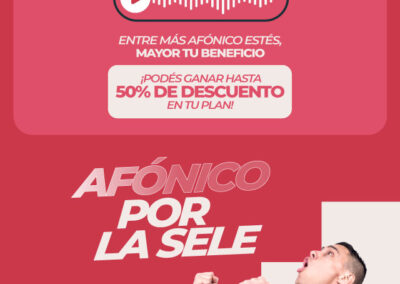 ENTRE MÁS AFÓNICO ESTÉS,
MAYOR TU BENEFICIO
¡PODÉS GANAR HASTA
50% DE DESCUENTO
EN TU PLAN!
AFÓNICO
POR
LA SELE